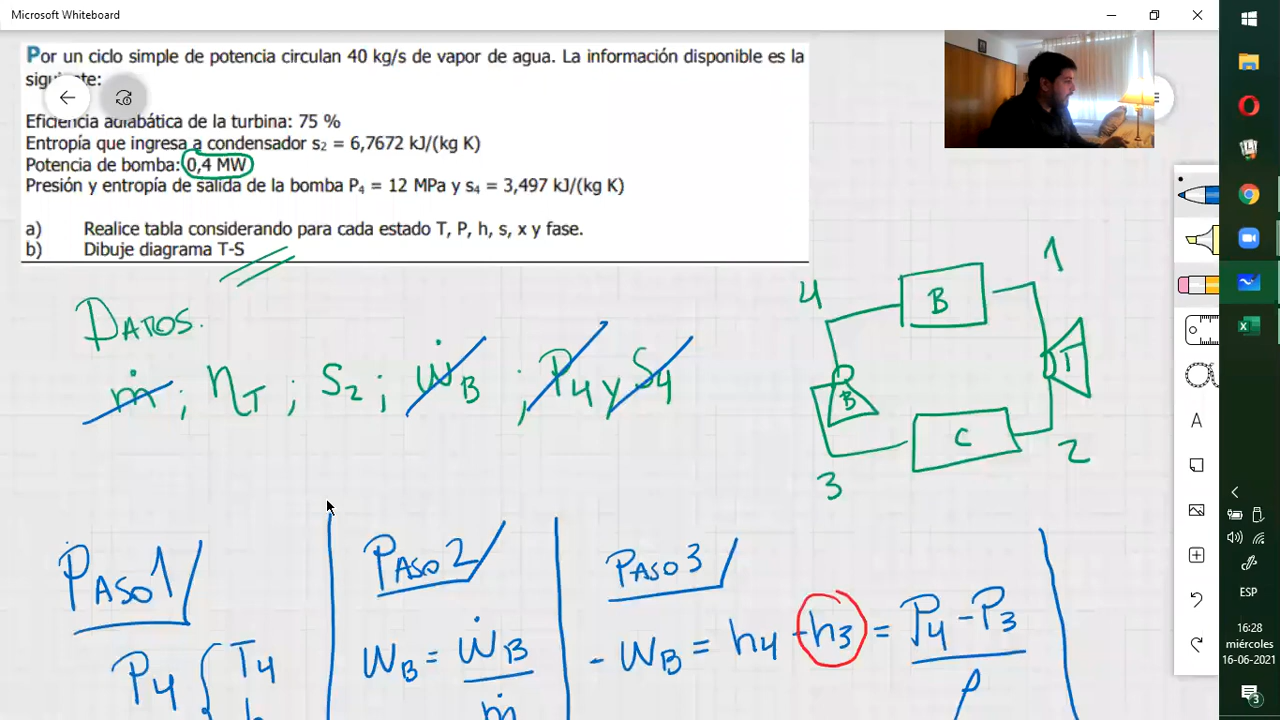 Microsoft Whiteboard
Por un ciclo simple de potencia circulan 40 kg/s de vapor de agua. La información disponible es la
siguiente:
Eficiencia adiabática de la turbina: 75 %
Entropía que ingresa a condensador s₂ = 6,7672 kJ/(kg K)
Potencia de bomba: 0,4 MW
Presión y entropía de salida de la bomba P₄ = 12 MPa y s₄ = 3,497 kJ/(kg K)
a) Realice tabla considerando para cada estado T, P, h, s, x y fase.
b) Dibuje diagrama T-S
DATOS.
ṁ ; ηT ; S2 ; ẆB ; P4 y S4
4 B 1
T
B
C
3 2
PASO 1
P4 { T4
h
PASO 2
WB = ẆB / ṁ
PASO 3
- WB = h4 - h3 = P4 - P3 / ρ
A
ESP
16:28
miércoles
16-06-2021
3